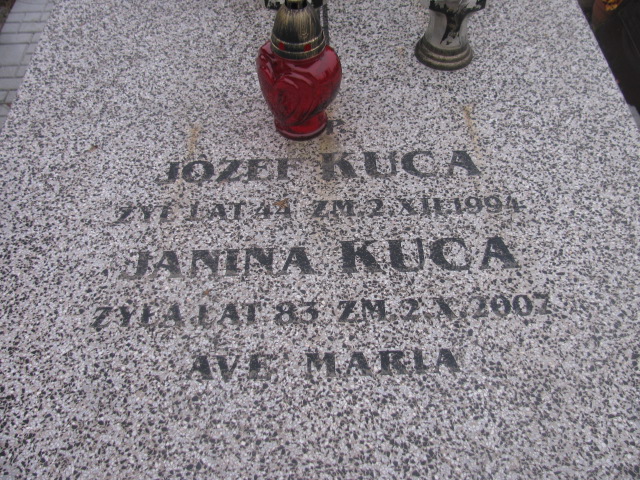 JÓZEF KUCA
ŻYŁ LAT 44 ZM.2.XII.1994.
JANINA KUCA
ŻYŁA LAT 83 ZM.2.X.2007
AVE MARIA